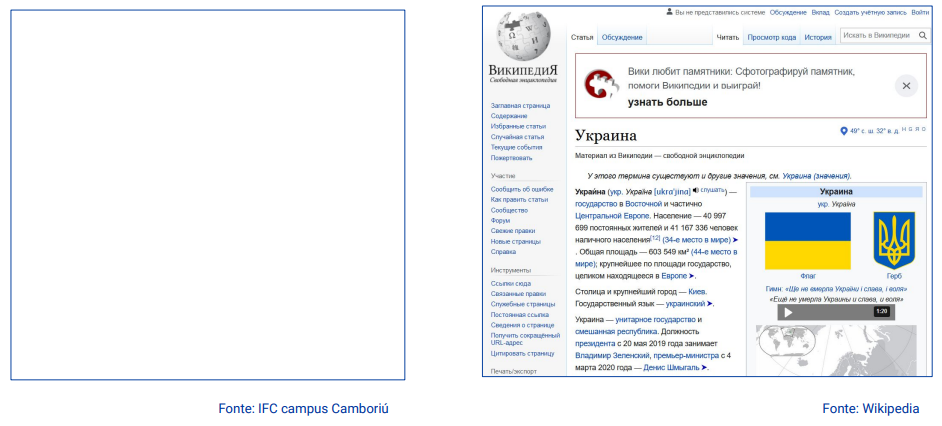 Вы не представились системе Обсуждение Вклад Создать учётную запись Войти
Статья Обсуждение Читать Просмотр кода История Искать в Википедии
ВикипедиЯ
Свободная энциклопедия
Вики любит памятники: Сфотографируй памятник,
помоги Википедии и выиграй!
узнать больше
Заглавная страница
Содержание
Избранные статьи
Случайная статья
Текущие события
Пожертвовать
Участие
Сообщить об ошибке
Как править статьи
Сообщество
Форум
Свежие правки
Новые страницы
Справка
Инструменты
Ссылки сюда
Связанные правки
Служебные страницы
Постоянная ссылка
Сведения о странице
Получить сокращённый
URL-адрес
Цитировать страницу
Печать/экспорт
Украина
49° с. ш. 32° в. д. H G Я O
Материал из Википедии — свободной энциклопедии
У этого термина существуют и другие значения, см. Украина (значения).
Украи́на (укр. Україна [ukrɑˈjinɑ] слушать) —
государство в Восточной и частично
Центральной Европе. Население — 40 997
699 постоянных жителей и 41 167 336 человек
наличного населения[12] (34-е место в мире)
. Общая площадь — 603 549 км² (44-е место в
мире); крупнейшее по площади государство,
целиком находящееся в Европе.
Столица и крупнейший город — Киев.
Государственный язык — украинский.
Украина — унитарное государство и
смешанная республика. Должность
президента с 20 мая 2019 года занимает
Владимир Зеленский, премьер-министра с 4
марта 2020 года — Денис Шмыгаль.
Украина
укр. Україна
Флаг Герб
Гимн: «Ще не вмерла України і слава, і воля»
«Ещё не умерла Украины и слава, и воля»
1:20
Fonte: IFC campus Camboriú
Fonte: Wikipedia